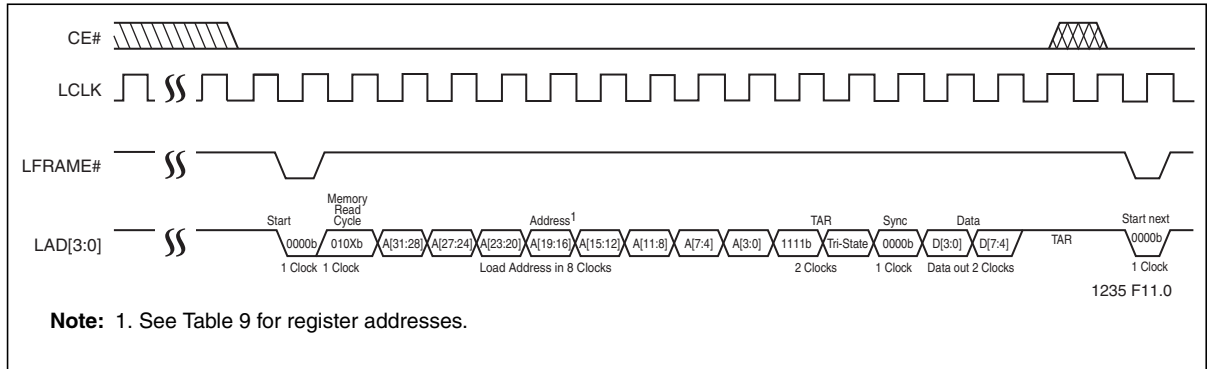 CE#
LCLK
LFRAME#
Memory
Read
Start Cycle Address1 TAR Sync Data Start next
LAD[3:0] 0000b 010Xb A[31:28] A[27:24] A[23:20] A[19:16] A[15:12] A[11:8] A[7:4] A[3:0] 1111b Tri-State 0000b D[3:0] D[7:4] TAR 0000b
1 Clock 1 Clock Load Address in 8 Clocks 2 Clocks 1 Clock Data out 2 Clocks 1 Clock
1235 F11.0
Note: 1. See Table 9 for register addresses.